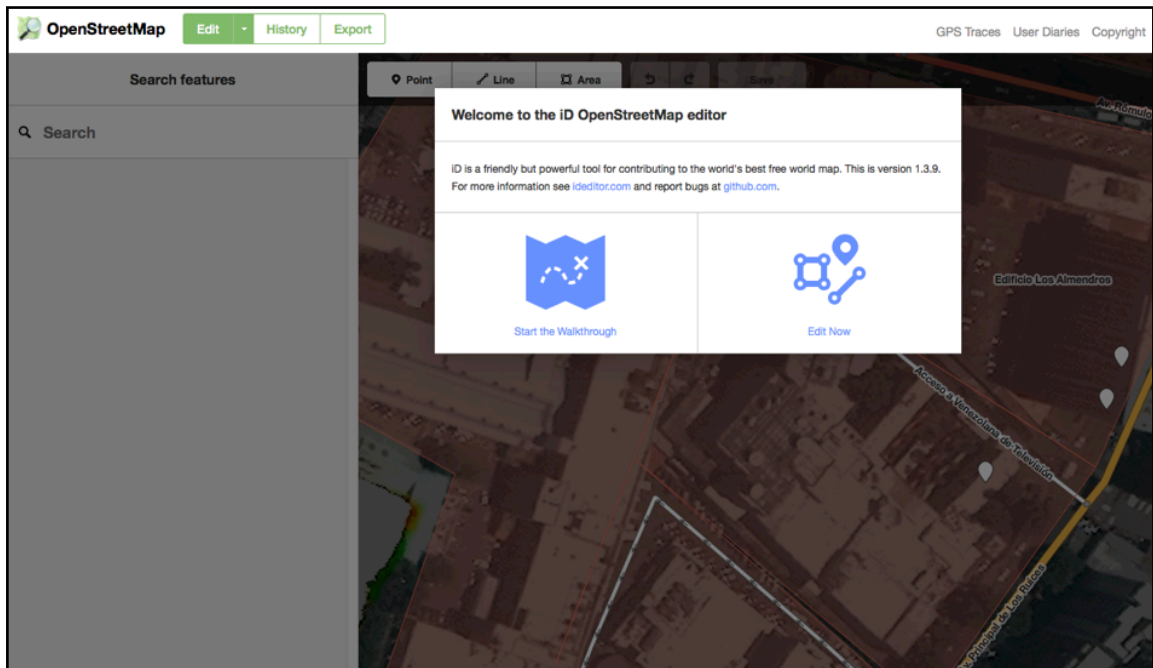 OpenStreetMap Edit History Export GPS Traces User Diaries Copyright
Search features
Point Line Area Save
Search
Welcome to the iD OpenStreetMap editor
iD is a friendly but powerful tool for contributing to the world's best free world map. This is version 1.3.9.
For more information see ideditor.com and report bugs at github.com.
Start the Walkthrough
Edit Now
Av. Rómulo
Edificio Los Almendros
Acceso a Venezolana de Televisión
Av. Principal de Los Ruíces